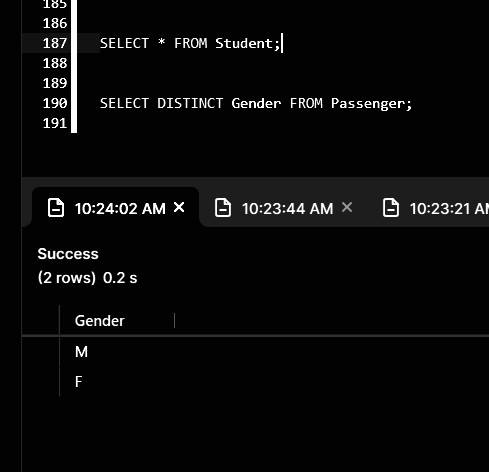 185
186
187 SELECT * FROM Student;
188
189
190 SELECT DISTINCT Gender FROM Passenger;
191
10:24:02 AM × 10:23:44 AM × 10:23:21 AM
Success
(2 rows) 0.2 s
Gender
M
F